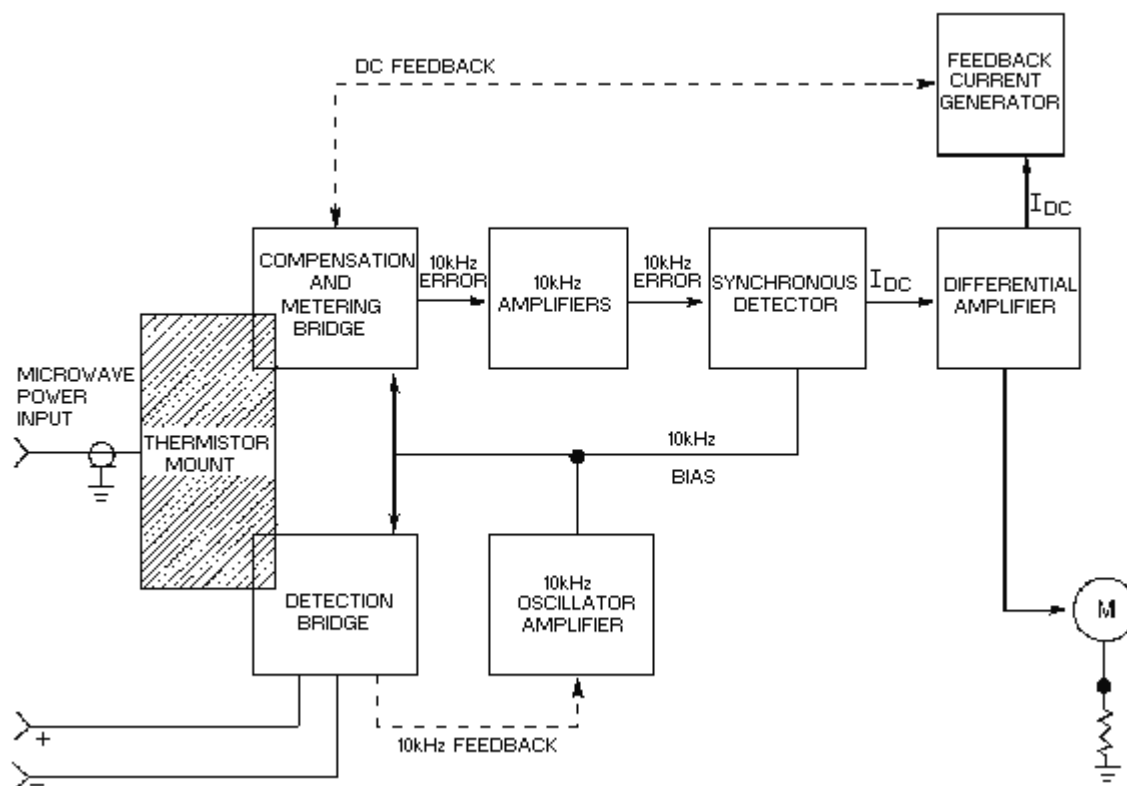 FEEDBACK
CURRENT
GENERATOR
DC FEEDBACK
I DC
COMPENSATION
AND
METERING
BRIDGE
10kHz
ERROR
10kHz
AMPLIFIERS
10kHz
ERROR
SYNCHRONOUS
DETECTOR
I DC
DIFFERENTIAL
AMPLIFIER
MICROWAVE
POWER
INPUT
THERMISTOR
MOUNT
10kHz
BIAS
DETECTION
BRIDGE
10kHz
OSCILLATOR
AMPLIFIER
M
+
10kHz FEEDBACK
−